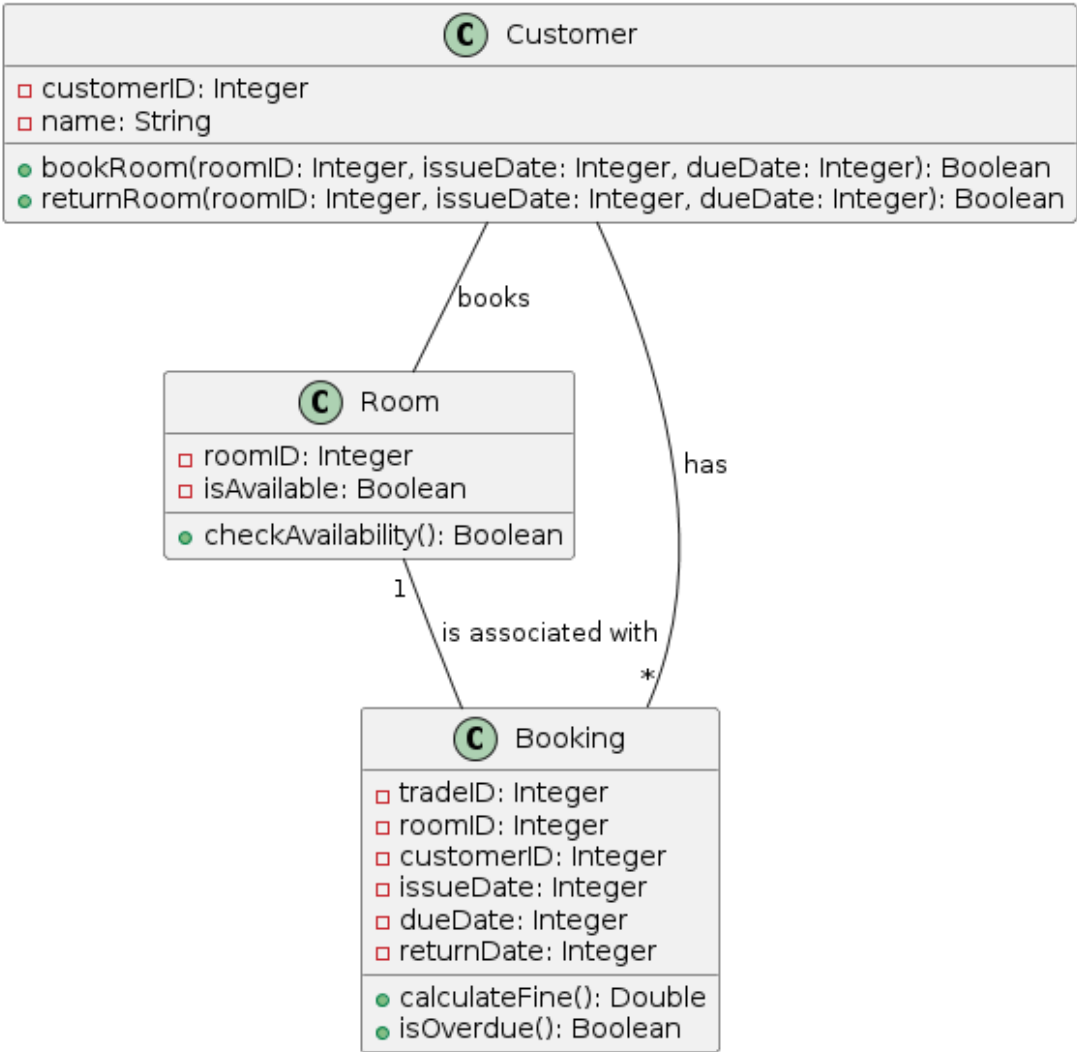 C Customer
customerID: Integer
name: String
bookRoom(roomID: Integer, issueDate: Integer, dueDate: Integer): Boolean
returnRoom(roomID: Integer, issueDate: Integer, dueDate: Integer): Boolean
books
C Room
roomID: Integer
isAvailable: Boolean
checkAvailability(): Boolean
has
1
is associated with
*
C Booking
tradeID: Integer
roomID: Integer
customerID: Integer
issueDate: Integer
dueDate: Integer
returnDate: Integer
calculateFine(): Double
isOverdue(): Boolean